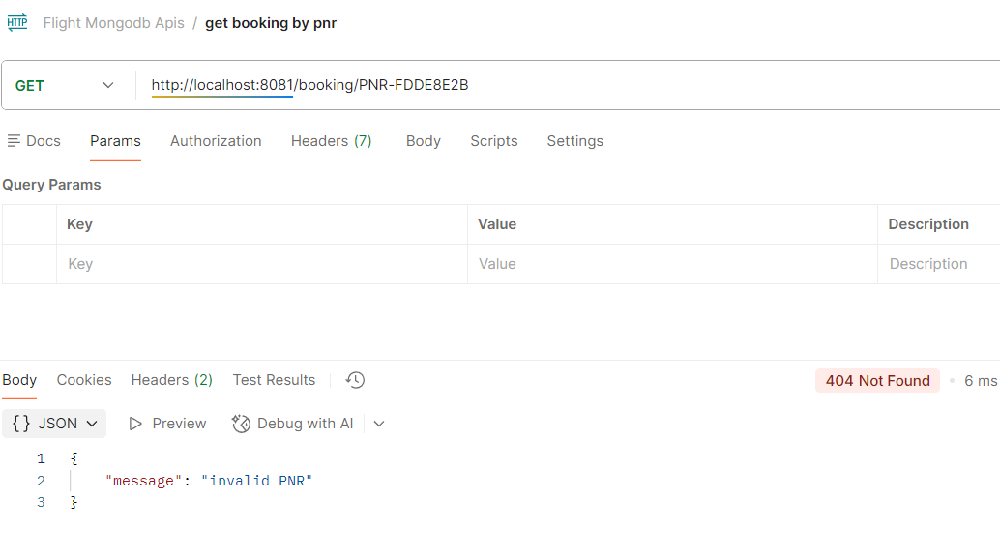 HTTP Flight Mongodb Apis / get booking by pnr
GET http://localhost:8081/booking/PNR-FDDE8E2B
Docs Params Authorization Headers (7) Body Scripts Settings
Query Params
Key Value Description
Key Value Description
Body Cookies Headers (2) Test Results 404 Not Found • 6 ms
{} JSON Preview Debug with AI
1 {
2 "message": "invalid PNR"
3 }